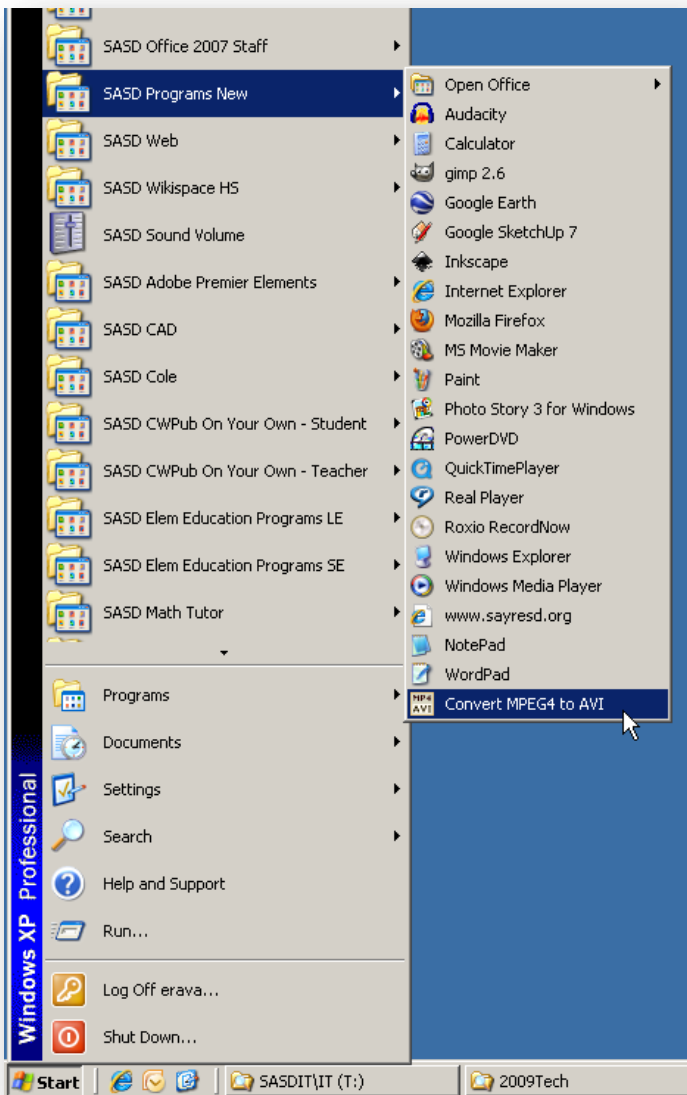 SASD Office 2007 Staff
SASD Programs New
SASD Web
SASD Wikispace HS
SASD Sound Volume
SASD Adobe Premier Elements
SASD CAD
SASD Cole
SASD CWPub On Your Own - Student
SASD CWPub On Your Own - Teacher
SASD Elem Education Programs LE
SASD Elem Education Programs SE
SASD Math Tutor
Programs
Documents
Settings
Search
Help and Support
Run...
Log Off erava...
Shut Down...
Windows XP Professional
Open Office
Audacity
Calculator
gimp 2.6
Google Earth
Google SketchUp 7
Inkscape
Internet Explorer
Mozilla Firefox
MS Movie Maker
Paint
Photo Story 3 for Windows
PowerDVD
QuickTimePlayer
Real Player
Roxio RecordNow
Windows Explorer
Windows Media Player
www.sayresd.org
NotePad
WordPad
MP4
AVI
Convert MPEG4 to AVI
Start
SASDIT\IT (T:)
2009Tech